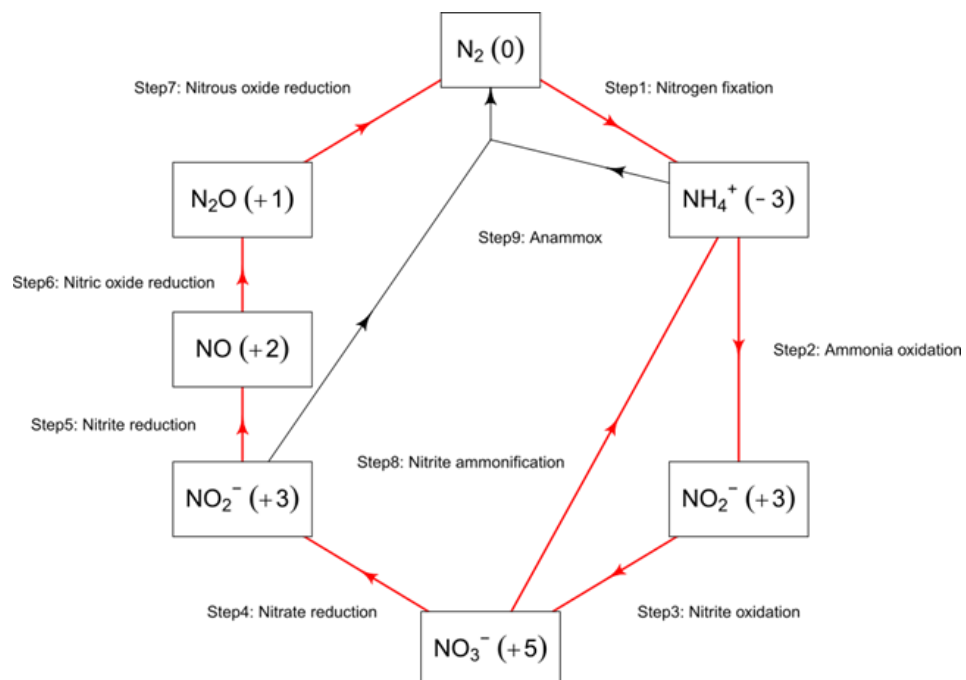 N₂ (0)
Step7: Nitrous oxide reduction
Step1: Nitrogen fixation
N₂O (+1)
NH₄⁺ (−3)
Step9: Anammox
Step6: Nitric oxide reduction
NO (+2)
Step2: Ammonia oxidation
Step5: Nitrite reduction
Step8: Nitrite ammonification
NO₂⁻ (+3)
NO₂⁻ (+3)
Step4: Nitrate reduction
Step3: Nitrite oxidation
NO₃⁻ (+5)